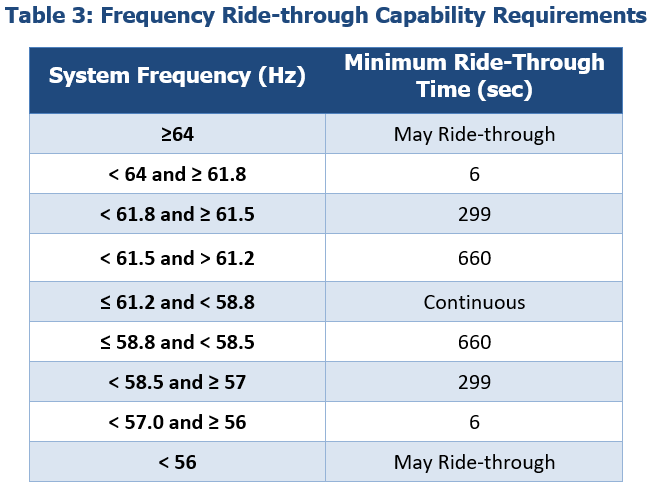 Table 3: Frequency Ride-through Capability Requirements
System Frequency (Hz) Minimum Ride-Through Time (sec)
≥64 May Ride-through
< 64 and ≥ 61.8 6
< 61.8 and ≥ 61.5 299
< 61.5 and > 61.2 660
≤ 61.2 and < 58.8 Continuous
≤ 58.8 and < 58.5 660
< 58.5 and ≥ 57 299
< 57.0 and ≥ 56 6
< 56 May Ride-through